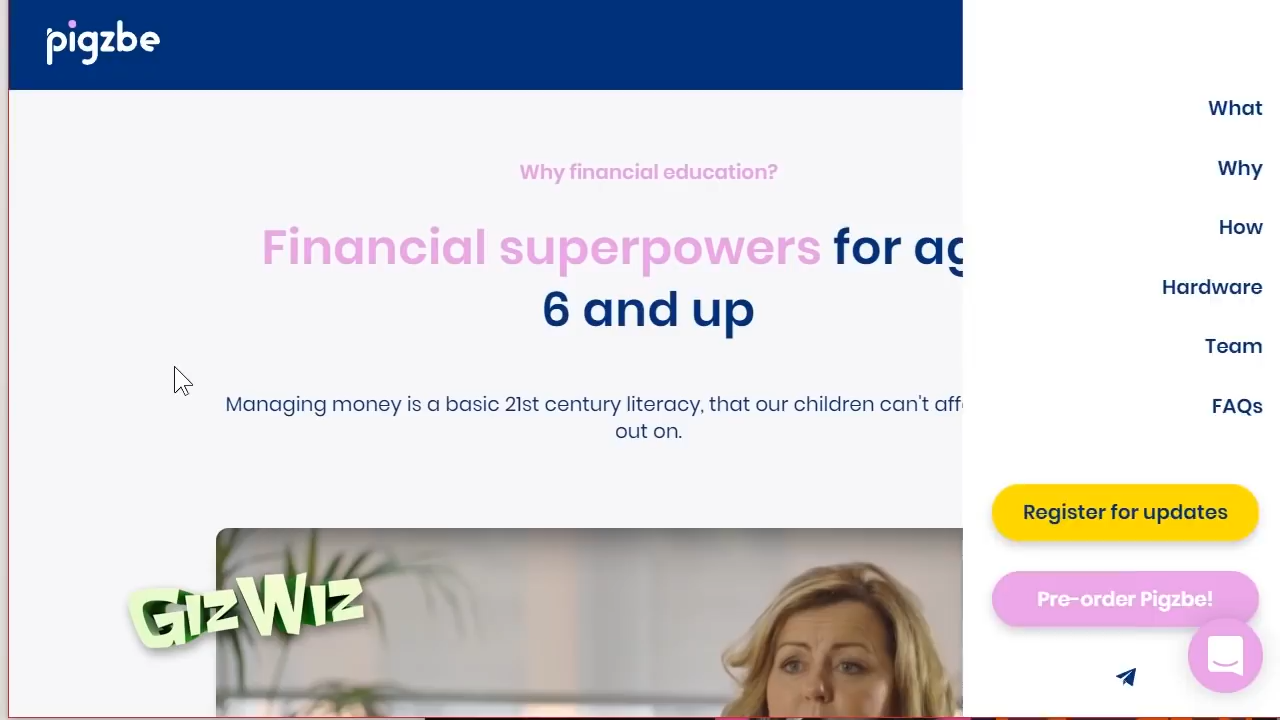 pigzbe
What
Why financial education?
Why
Financial superpowers for ag
How
6 and up
Hardware
Team
Managing money is a basic 21st century literacy, that our children can't aff
out on.
FAQs
Register for updates
Pre-order Pigzbe!
GIZWIZ